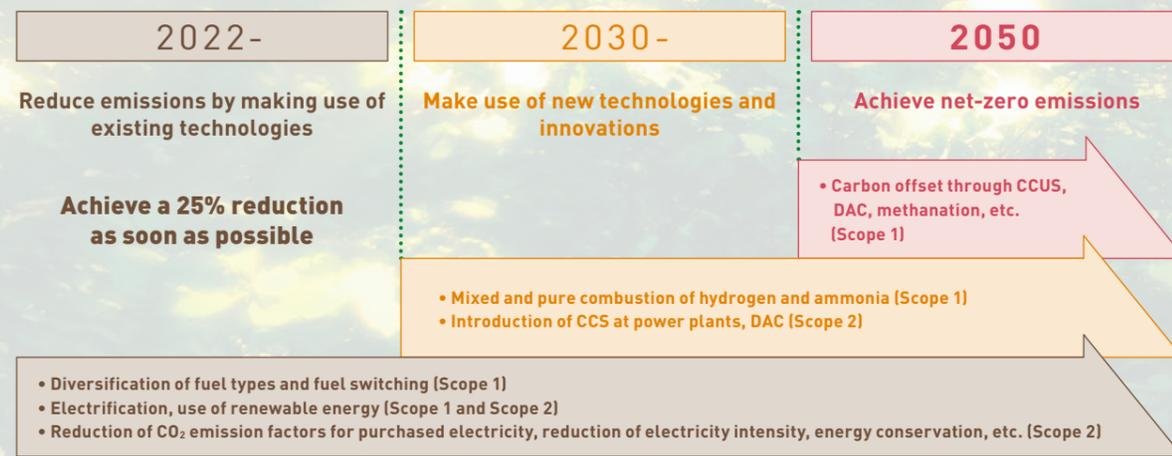 2022-
2030-
2050
Reduce emissions by making use of
existing technologies
Achieve a 25% reduction
as soon as possible
Make use of new technologies and
innovations
Achieve net-zero emissions
• Carbon offset through CCUS,
DAC, methanation, etc.
(Scope 1)
• Mixed and pure combustion of hydrogen and ammonia (Scope 1)
• Introduction of CCS at power plants, DAC (Scope 2)
• Diversification of fuel types and fuel switching (Scope 1)
• Electrification, use of renewable energy (Scope 1 and Scope 2)
• Reduction of CO₂ emission factors for purchased electricity, reduction of electricity intensity, energy conservation, etc. (Scope 2)